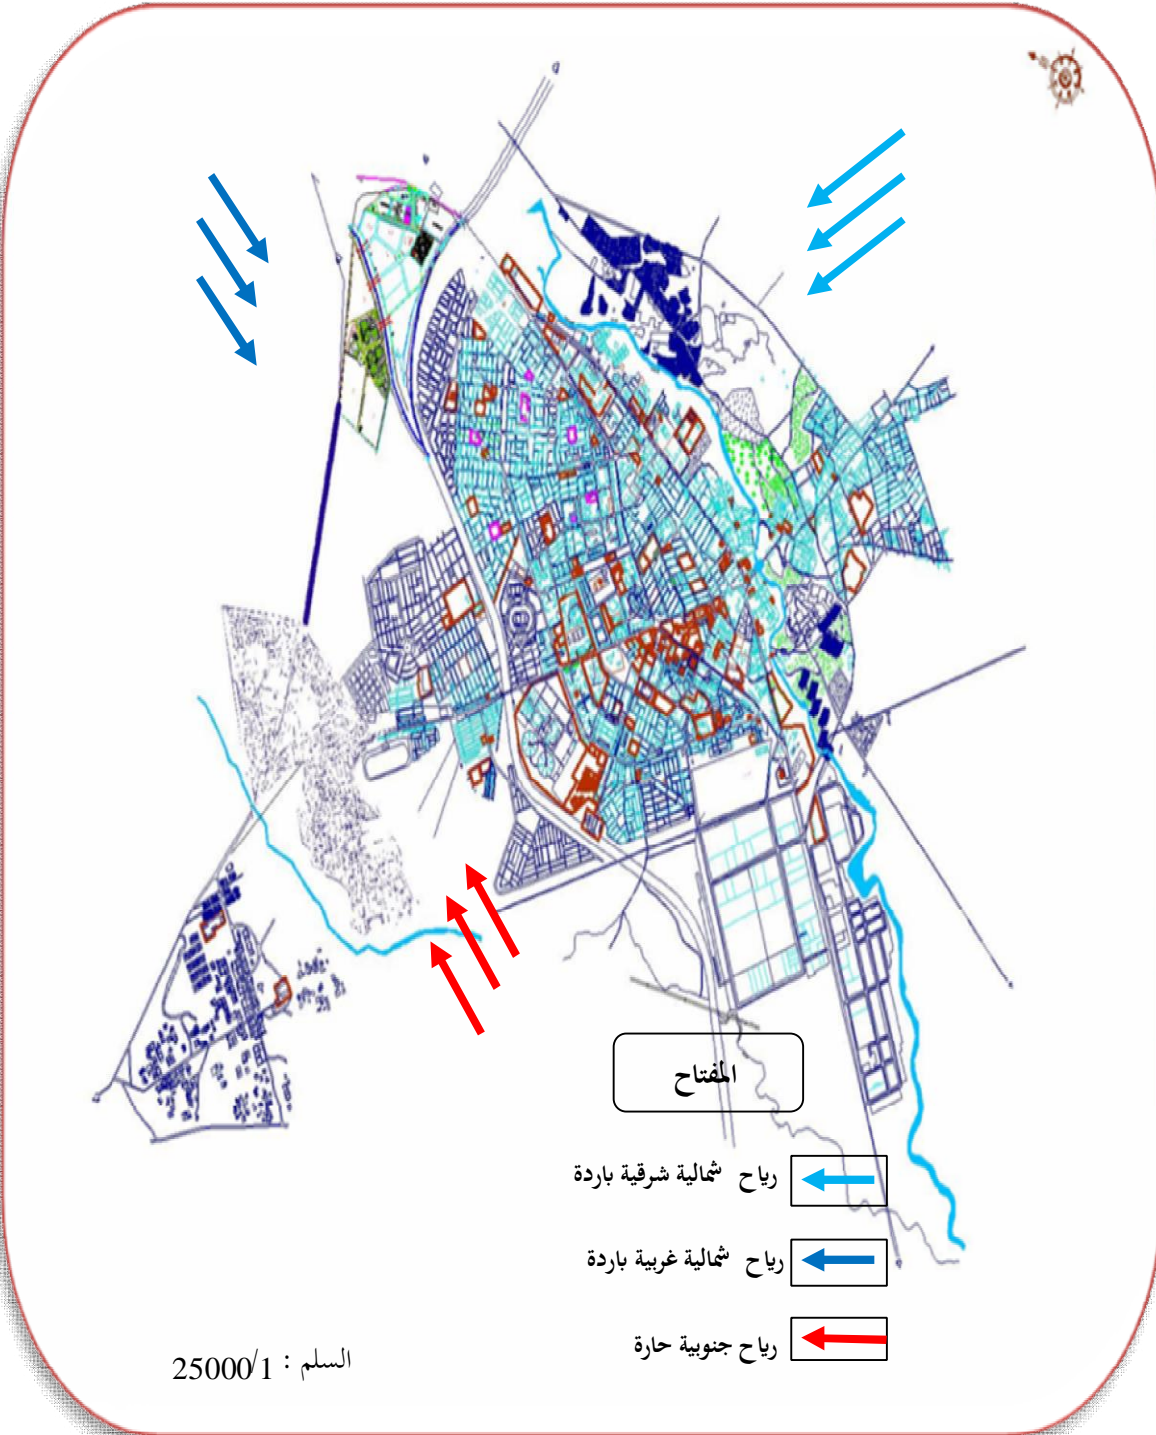 المفتاح
رياح شمالية شرقية باردة
رياح شمالية غربية باردة
رياح جنوبية حارة
السلم : 25000/1